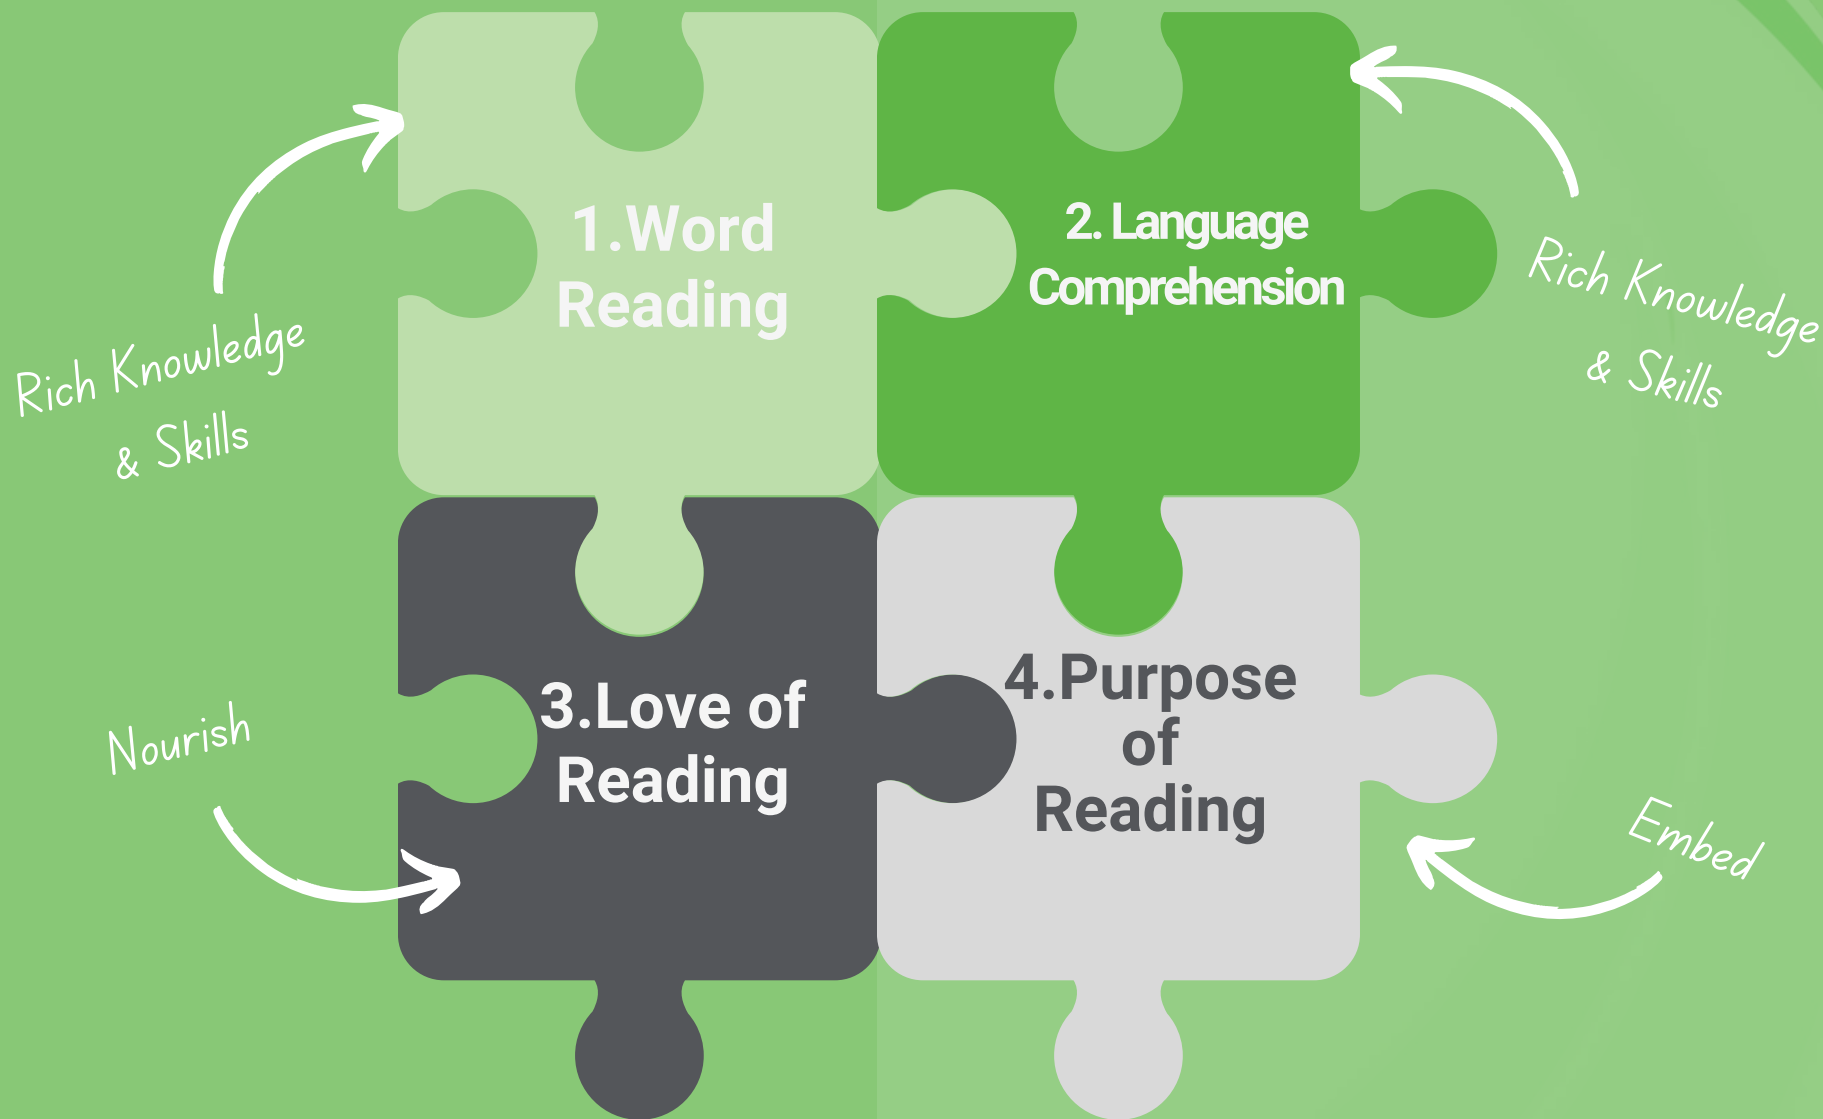 1.Word
Reading
2. Language
Comprehension
Rich Knowledge
& Skills
Rich Knowledge
& Skills
3.Love of
Reading
4.Purpose
of
Reading
Nourish
Embed